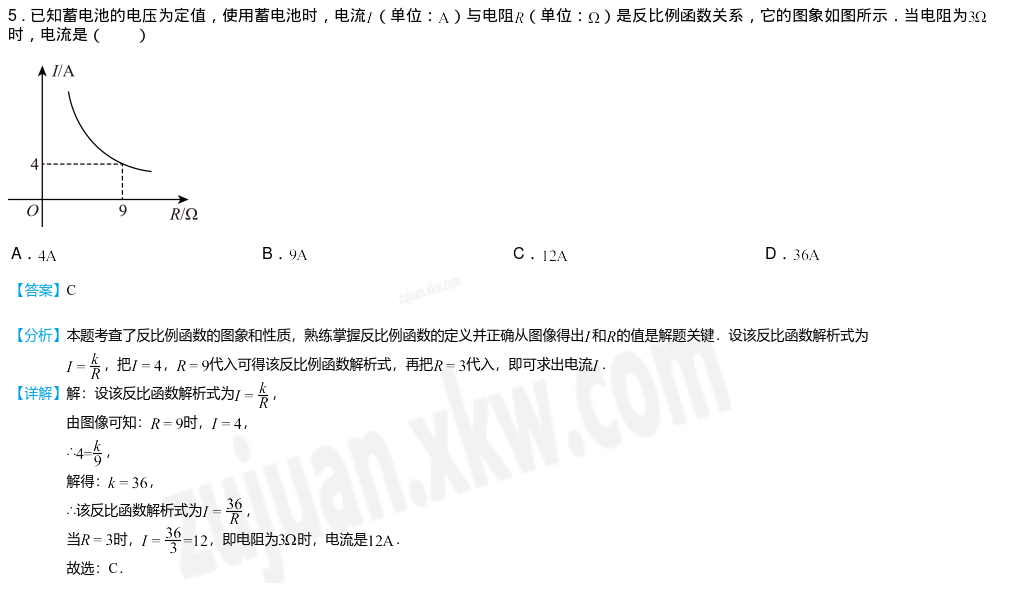 5．已知蓄电池的电压为定值，使用蓄电池时，电流I（单位：A）与电阻R（单位：Ω）是反比例函数关系，它的图象如图所示．当电阻为3Ω
时，电流是（　　）
I/A
4
O 9 R/Ω
A．4A B．9A C．12A D．36A
【答案】C
zujuan.xkw.com
【分析】本题考查了反比例函数的图象和性质，熟练掌握反比例函数的定义并正确从图像得出I和R的值是解题关键．设该反比函数解析式为
I = k/R，把I = 4，R = 9代入可得该反比例函数解析式，再把R = 3代入，即可求出电流I．
【详解】解：设该反比函数解析式为I = k/R，
由图像可知：R = 9时，I = 4，
∴4=k/9，
解得：k = 36，
∴该反比函数解析式为I = 36/R，
当R = 3时，I = 36/3=12，即电阻为3Ω时，电流是12A．
故选：C．
zujuan.xkw.com